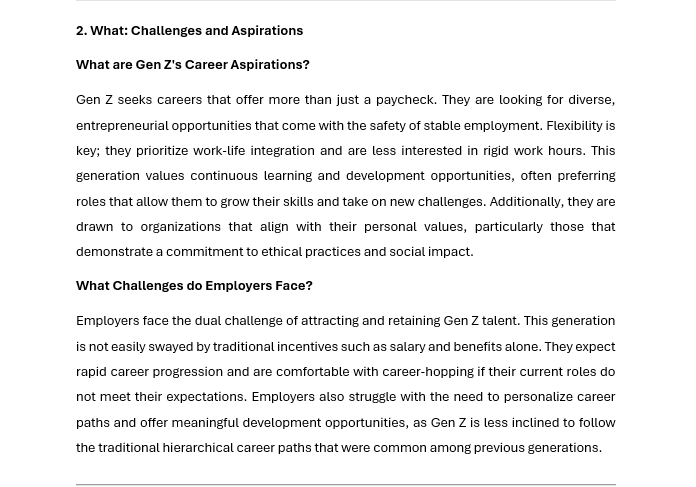 2. What: Challenges and Aspirations
What are Gen Z's Career Aspirations?
Gen Z seeks careers that offer more than just a paycheck. They are looking for diverse,
entrepreneurial opportunities that come with the safety of stable employment. Flexibility is
key; they prioritize work-life integration and are less interested in rigid work hours. This
generation values continuous learning and development opportunities, often preferring
roles that allow them to grow their skills and take on new challenges. Additionally, they are
drawn to organizations that align with their personal values, particularly those that
demonstrate a commitment to ethical practices and social impact.
What Challenges do Employers Face?
Employers face the dual challenge of attracting and retaining Gen Z talent. This generation
is not easily swayed by traditional incentives such as salary and benefits alone. They expect
rapid career progression and are comfortable with career-hopping if their current roles do
not meet their expectations. Employers also struggle with the need to personalize career
paths and offer meaningful development opportunities, as Gen Z is less inclined to follow
the traditional hierarchical career paths that were common among previous generations.